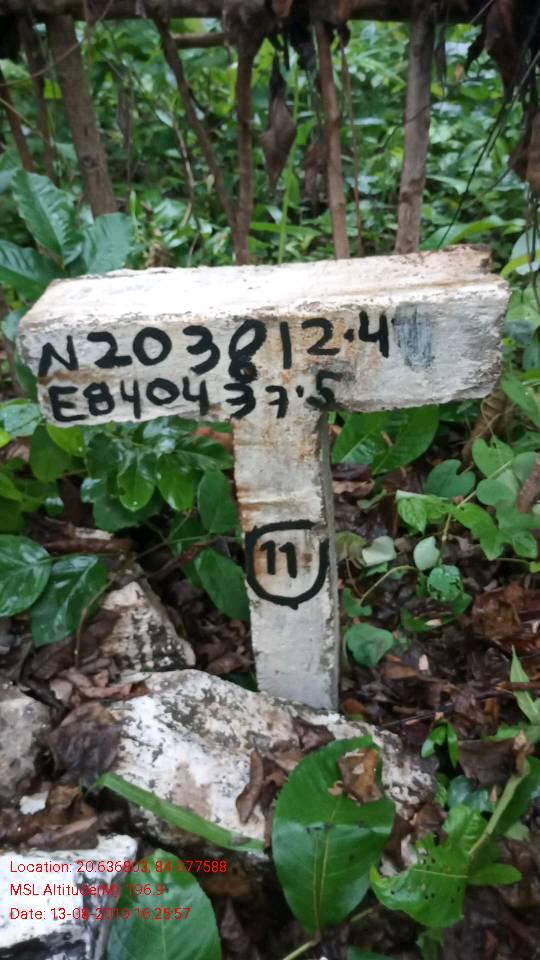 N203812.4
E840437.5
11
Location: 20.636803, 84.077588
MSL Altitude(M): 196.9
Date: 13-08-2019 16:25:57